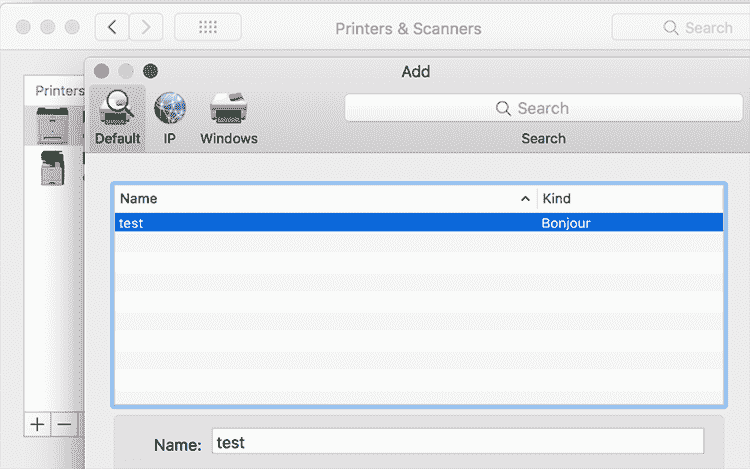 Printers & Scanners
Search
Printers
Add
Default
IP
Windows
Search
Search
Name
Kind
test
Bonjour
Name:
test